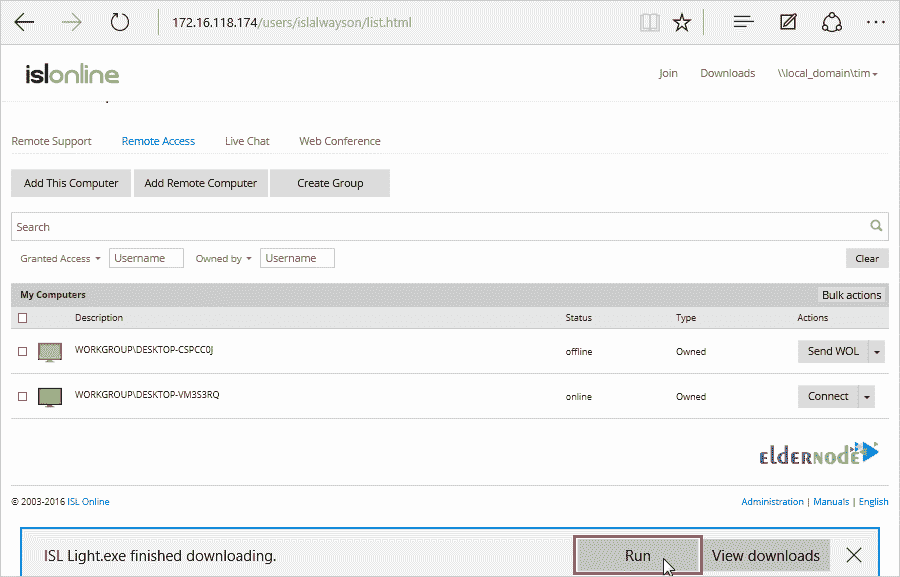 172.16.118.174/users/islalwayson/list.html
islonline
Join Downloads \\local_domain\tim
Remote Support Remote Access Live Chat Web Conference
Add This Computer Add Remote Computer Create Group
Search
Granted Access Username Owned by Username Clear
My Computers Bulk actions
Description Status Type Actions
WORKGROUP\DESKTOP-CSPCC0J offline Owned Send WOL
WORKGROUP\DESKTOP-VM3S3RQ online Owned Connect
eldernode
© 2003-2016 ISL Online Administration | Manuals | English
ISL Light.exe finished downloading. Run View downloads